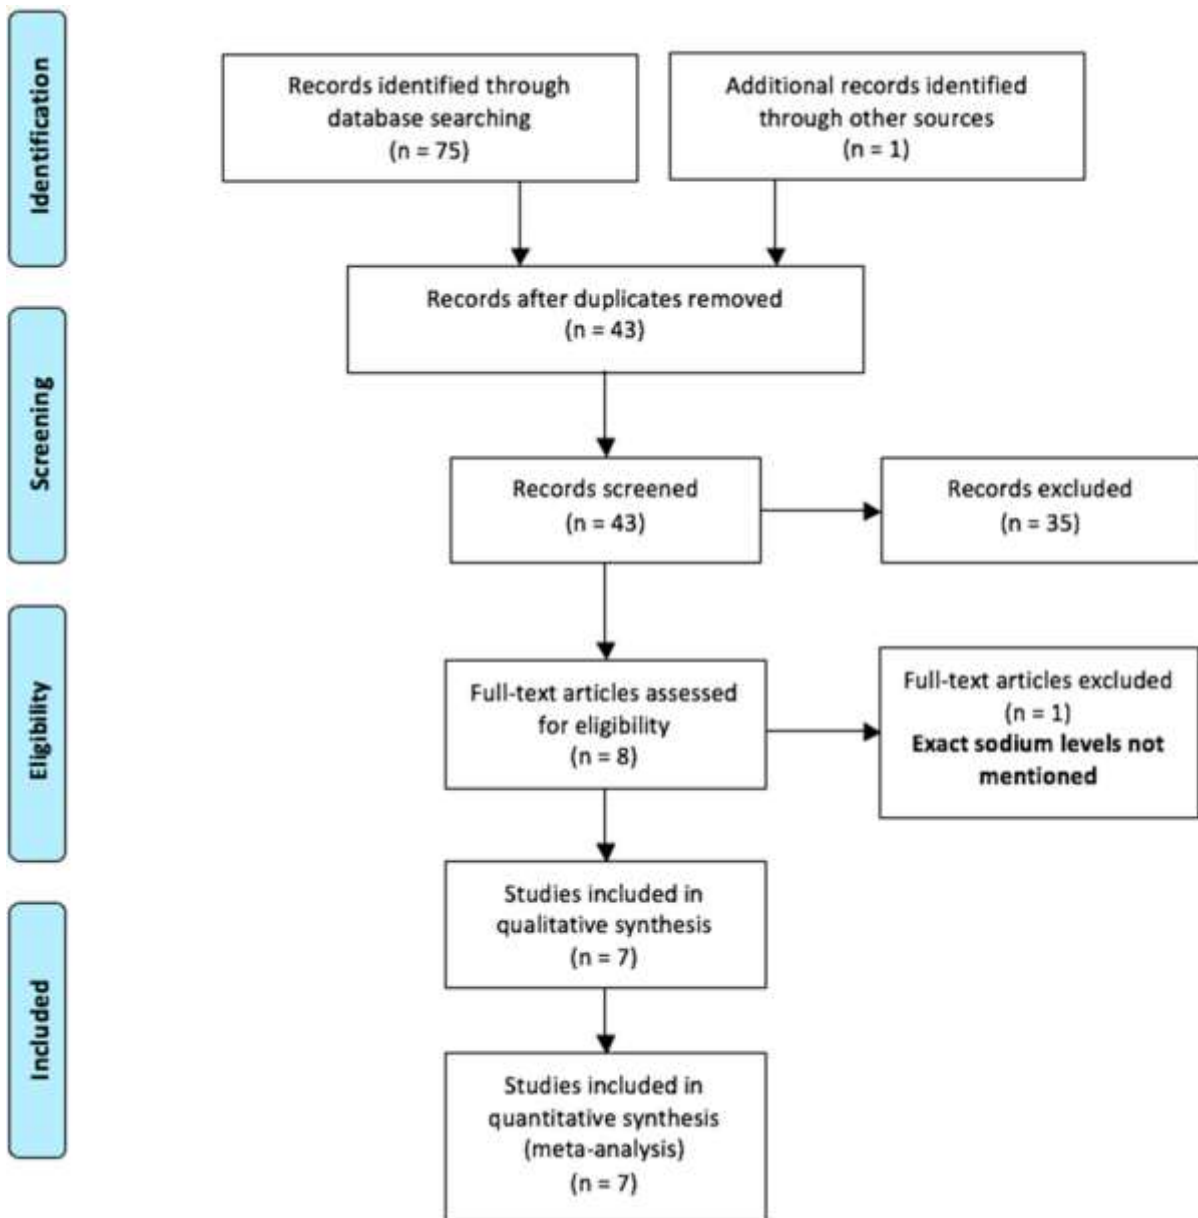 Identification
Records identified through
database searching
(n = 75)
Additional records identified
through other sources
(n = 1)
Records after duplicates removed
(n = 43)
Screening
Records screened
(n = 43)
Records excluded
(n = 35)
Eligibility
Full-text articles assessed
for eligibility
(n = 8)
Full-text articles excluded
(n = 1)
Exact sodium levels not
mentioned
Included
Studies included in
qualitative synthesis
(n = 7)
Studies included in
quantitative synthesis
(meta-analysis)
(n = 7)